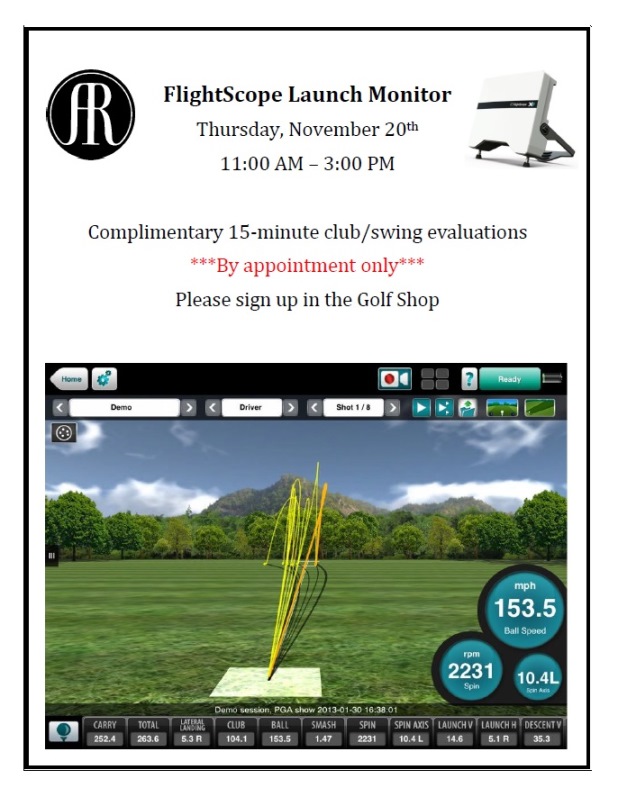 FR
FlightScope Launch Monitor
Thursday, November 20th
11:00 AM – 3:00 PM
Complimentary 15-minute club/swing evaluations
***By appointment only***
Please sign up in the Golf Shop
Home
?
Ready
Demo
Driver
Shot 1 / 8
mph
153.5
Ball Speed
rpm
2231
Spin
10.4L
Spin Axis
Demo session, PGA show 2013-01-30 16:38:01
CARRY TOTAL LATERAL LANDING CLUB BALL SMASH SPIN SPIN AXIS LAUNCH V LAUNCH H DESCENT V
252.4 263.6 5.3 R 104.1 153.5 1.47 2231 10.4 L 14.6 5.1 R 35.3